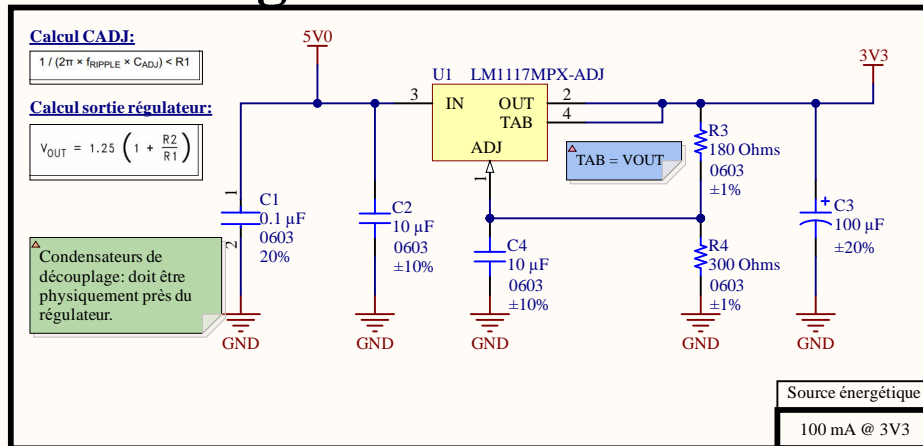 Calcul CADJ:
1 / (2π × fRIPPLE × CADJ) < R1
Calcul sortie régulateur:
VOUT = 1.25 (1 + R2/R1)
5V0
3V3
U1 LM1117MPX-ADJ
3 IN OUT 2
TAB 4
ADJ
1
TAB = VOUT
R3
180 Ohms
0603
±1%
1
C1
0.1 µF
0603
20%
2
C2
10 µF
0603
±10%
C4
10 µF
0603
±10%
R4
300 Ohms
0603
±1%
+
C3
100 µF
±20%
Condensateurs de
découplage: doit être
physiquement près du
régulateur.
GND
GND
GND
GND
GND
Source énergétique
100 mA @ 3V3